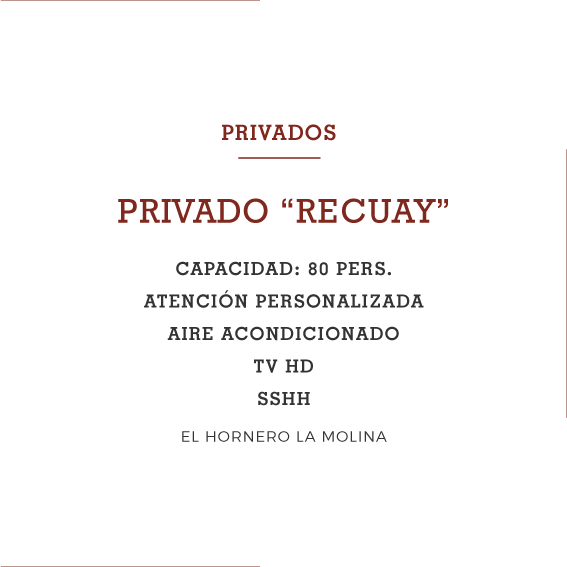 PRIVADOS
PRIVADO “RECUAY”
CAPACIDAD: 80 PERS.
ATENCIÓN PERSONALIZADA
AIRE ACONDICIONADO
TV HD
SSHH
EL HORNERO LA MOLINA